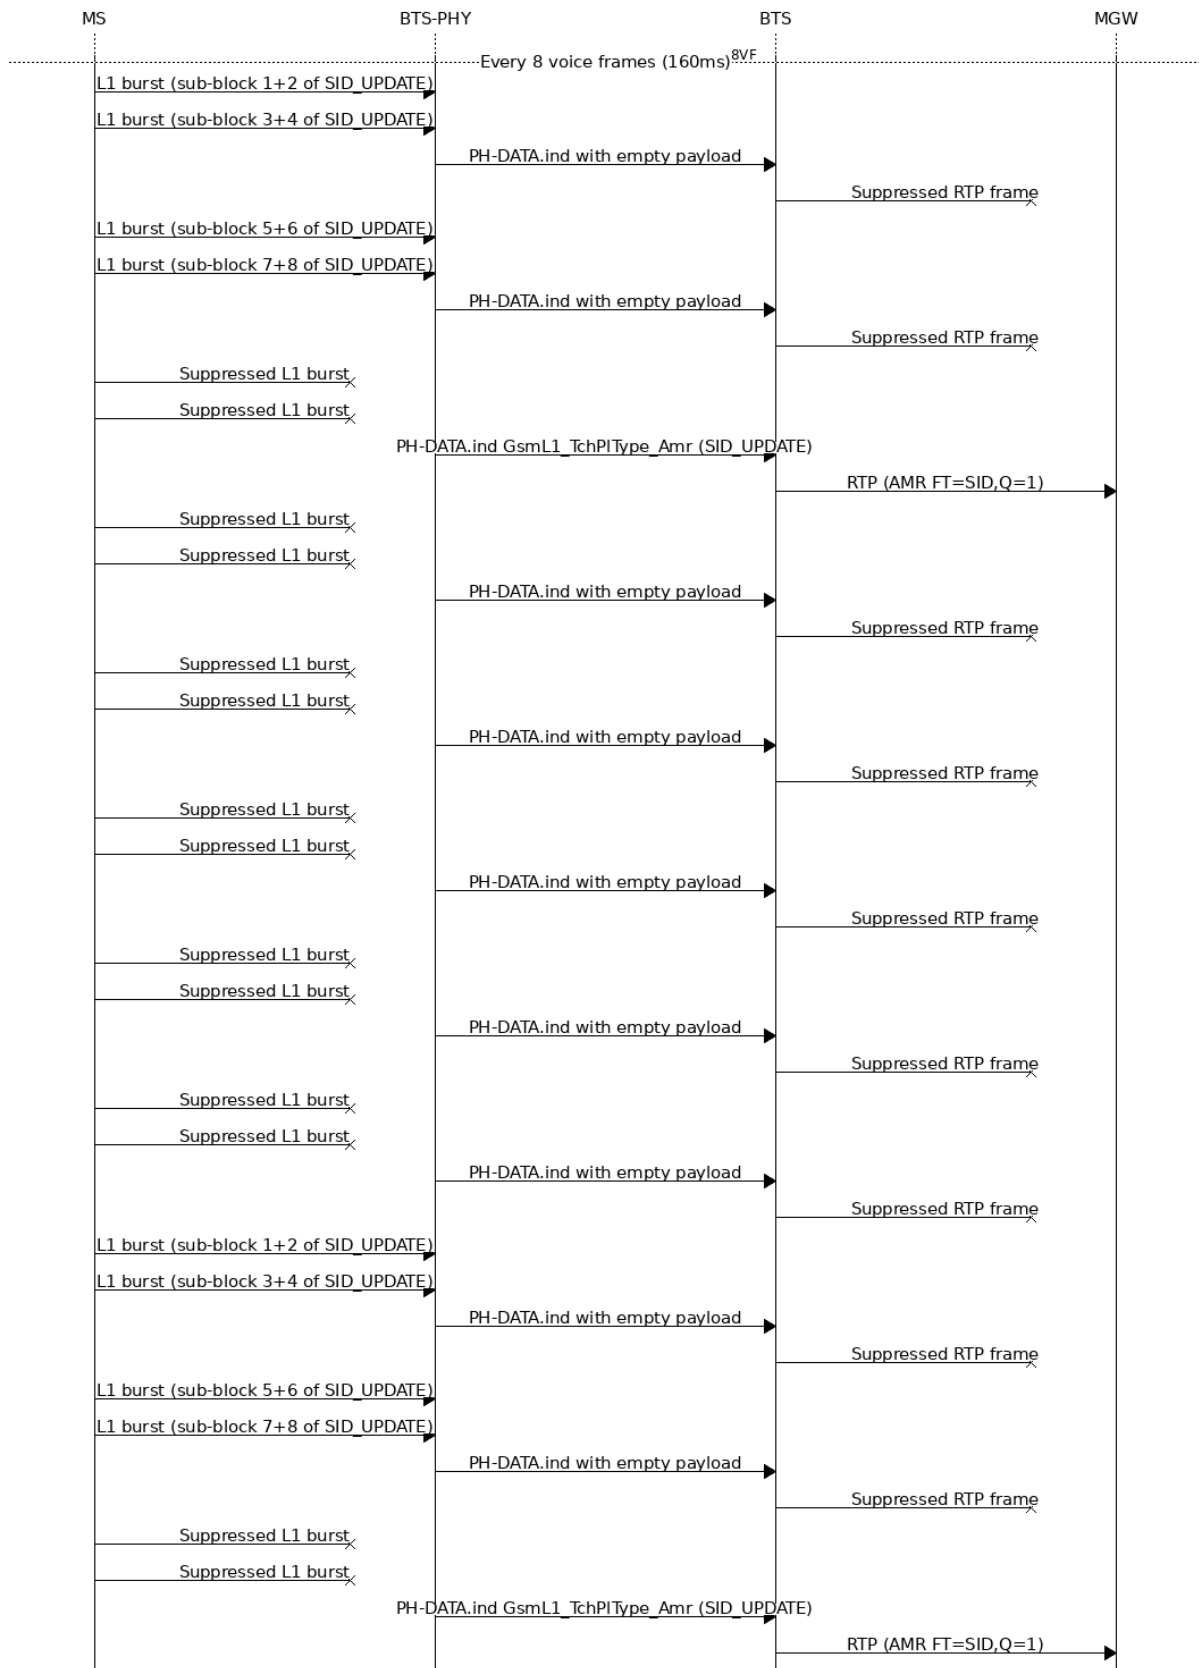 MS BTS-PHY BTS MGW
Every 8 voice frames (160ms)8VF
L1 burst (sub-block 1+2 of SID_UPDATE)
L1 burst (sub-block 3+4 of SID_UPDATE)
PH-DATA.ind with empty payload
Suppressed RTP frame
L1 burst (sub-block 5+6 of SID_UPDATE)
L1 burst (sub-block 7+8 of SID_UPDATE)
PH-DATA.ind with empty payload
Suppressed RTP frame
Suppressed L1 burst
Suppressed L1 burst
PH-DATA.ind GsmL1_TchPlType_Amr (SID_UPDATE)
RTP (AMR FT=SID,Q=1)
Suppressed L1 burst
Suppressed L1 burst
PH-DATA.ind with empty payload
Suppressed RTP frame
Suppressed L1 burst
Suppressed L1 burst
PH-DATA.ind with empty payload
Suppressed RTP frame
Suppressed L1 burst
Suppressed L1 burst
PH-DATA.ind with empty payload
Suppressed RTP frame
Suppressed L1 burst
Suppressed L1 burst
PH-DATA.ind with empty payload
Suppressed RTP frame
Suppressed L1 burst
Suppressed L1 burst
PH-DATA.ind with empty payload
Suppressed RTP frame
L1 burst (sub-block 1+2 of SID_UPDATE)
L1 burst (sub-block 3+4 of SID_UPDATE)
PH-DATA.ind with empty payload
Suppressed RTP frame
L1 burst (sub-block 5+6 of SID_UPDATE)
L1 burst (sub-block 7+8 of SID_UPDATE)
PH-DATA.ind with empty payload
Suppressed RTP frame
Suppressed L1 burst
Suppressed L1 burst
PH-DATA.ind GsmL1_TchPlType_Amr (SID_UPDATE)
RTP (AMR FT=SID,Q=1)